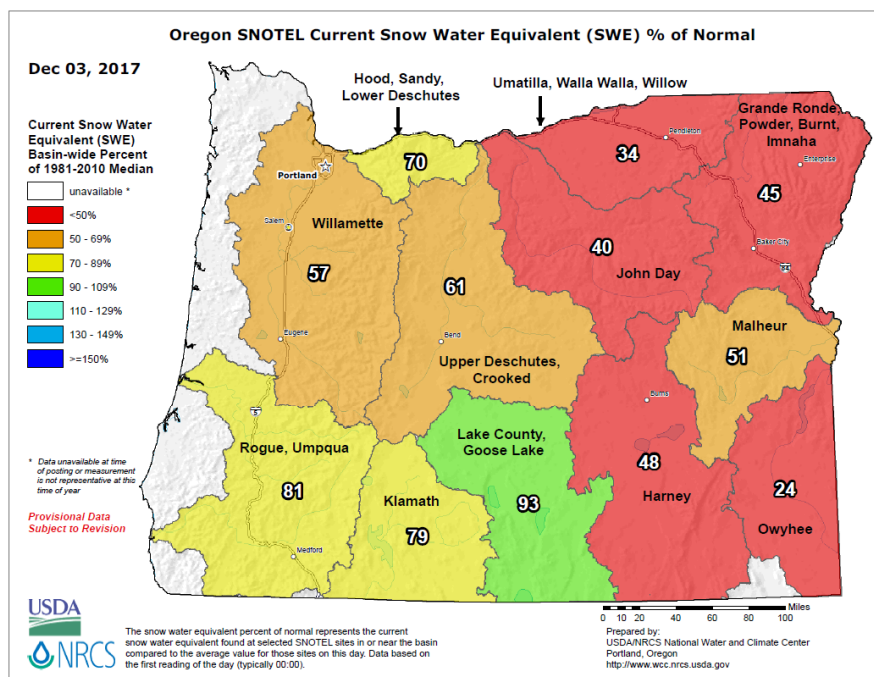 Oregon SNOTEL Current Snow Water Equivalent (SWE) % of Normal
Dec 03, 2017
Current Snow Water
Equivalent (SWE)
Basin-wide Percent
of 1981-2010 Median
unavailable *
<50%
50 - 69%
70 - 89%
90 - 109%
110 - 129%
130 - 149%
>=150%
Hood, Sandy,
Lower Deschutes
Umatilla, Walla Walla, Willow
Grande Ronde,
Powder, Burnt,
Imnaha
Pendleton
Enterprise
70
34
45
Portland
Salem
Willamette
57
61
40
John Day
Baker City
84
Eugene
Bend
Upper Deschutes,
Crooked
Malheur
51
Burns
5
Rogue, Umpqua
81
Medford
Klamath
79
Lake County,
Goose Lake
93
48
Harney
24
Owyhee
* Data unavailable at time
of posting or measurement
is not representative at this
time of year
Provisional Data
Subject to Revision
USDA
NRCS
The snow water equivalent percent of normal represents the current
snow water equivalent found at selected SNOTEL sites in or near the basin
compared to the average value for those sites on this day. Data based on
the first reading of the day (typically 00:00).
Miles
0 10 20 40 60 80 100
Prepared by:
USDA/NRCS National Water and Climate Center
Portland, Oregon
http://www.wcc.nrcs.usda.gov